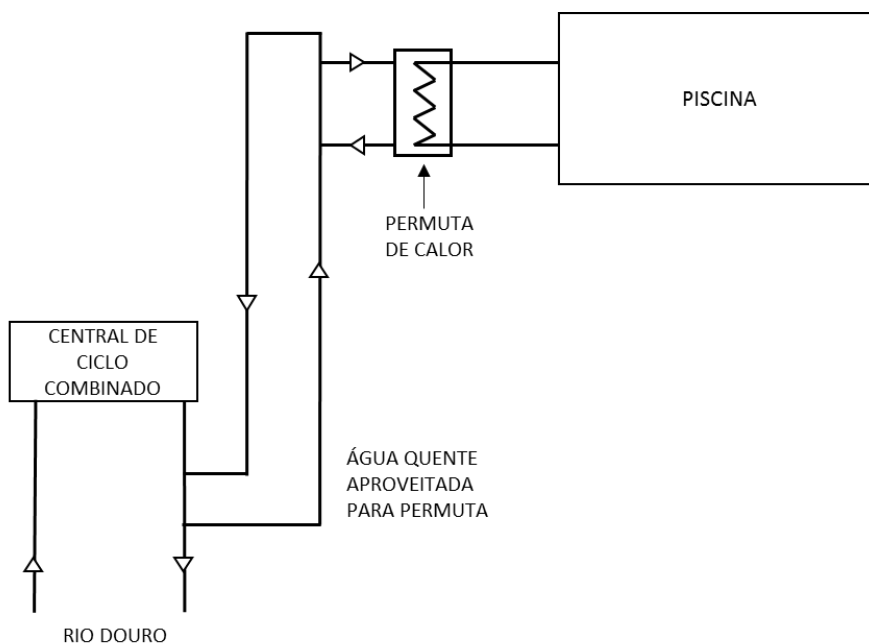 PISCINA
PERMUTA
DE CALOR
CENTRAL DE
CICLO
COMBINADO
ÁGUA QUENTE
APROVEITADA
PARA PERMUTA
RIO DOURO